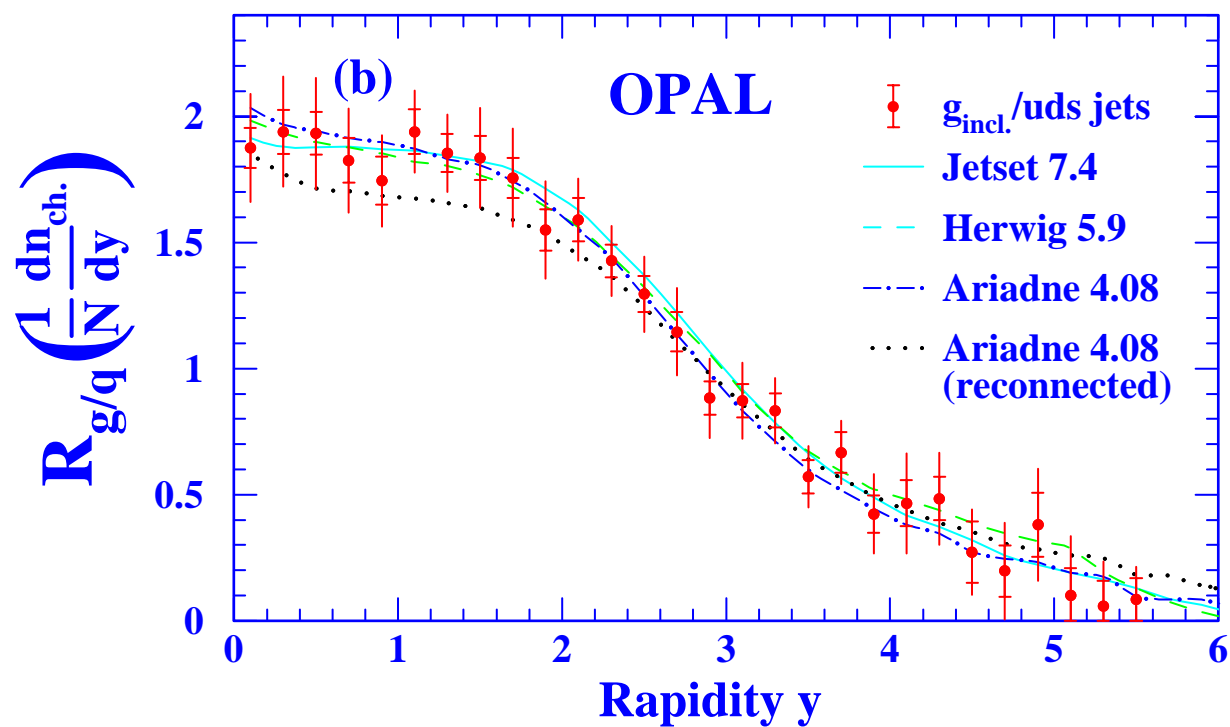 (b)
OPAL
g_incl./uds jets
Jetset 7.4
Herwig 5.9
Ariadne 4.08
Ariadne 4.08
(reconnected)
R_g/q (1/N dn_ch./dy)
2
1.5
1
0.5
0
0 1 2 3 4 5 6
Rapidity y